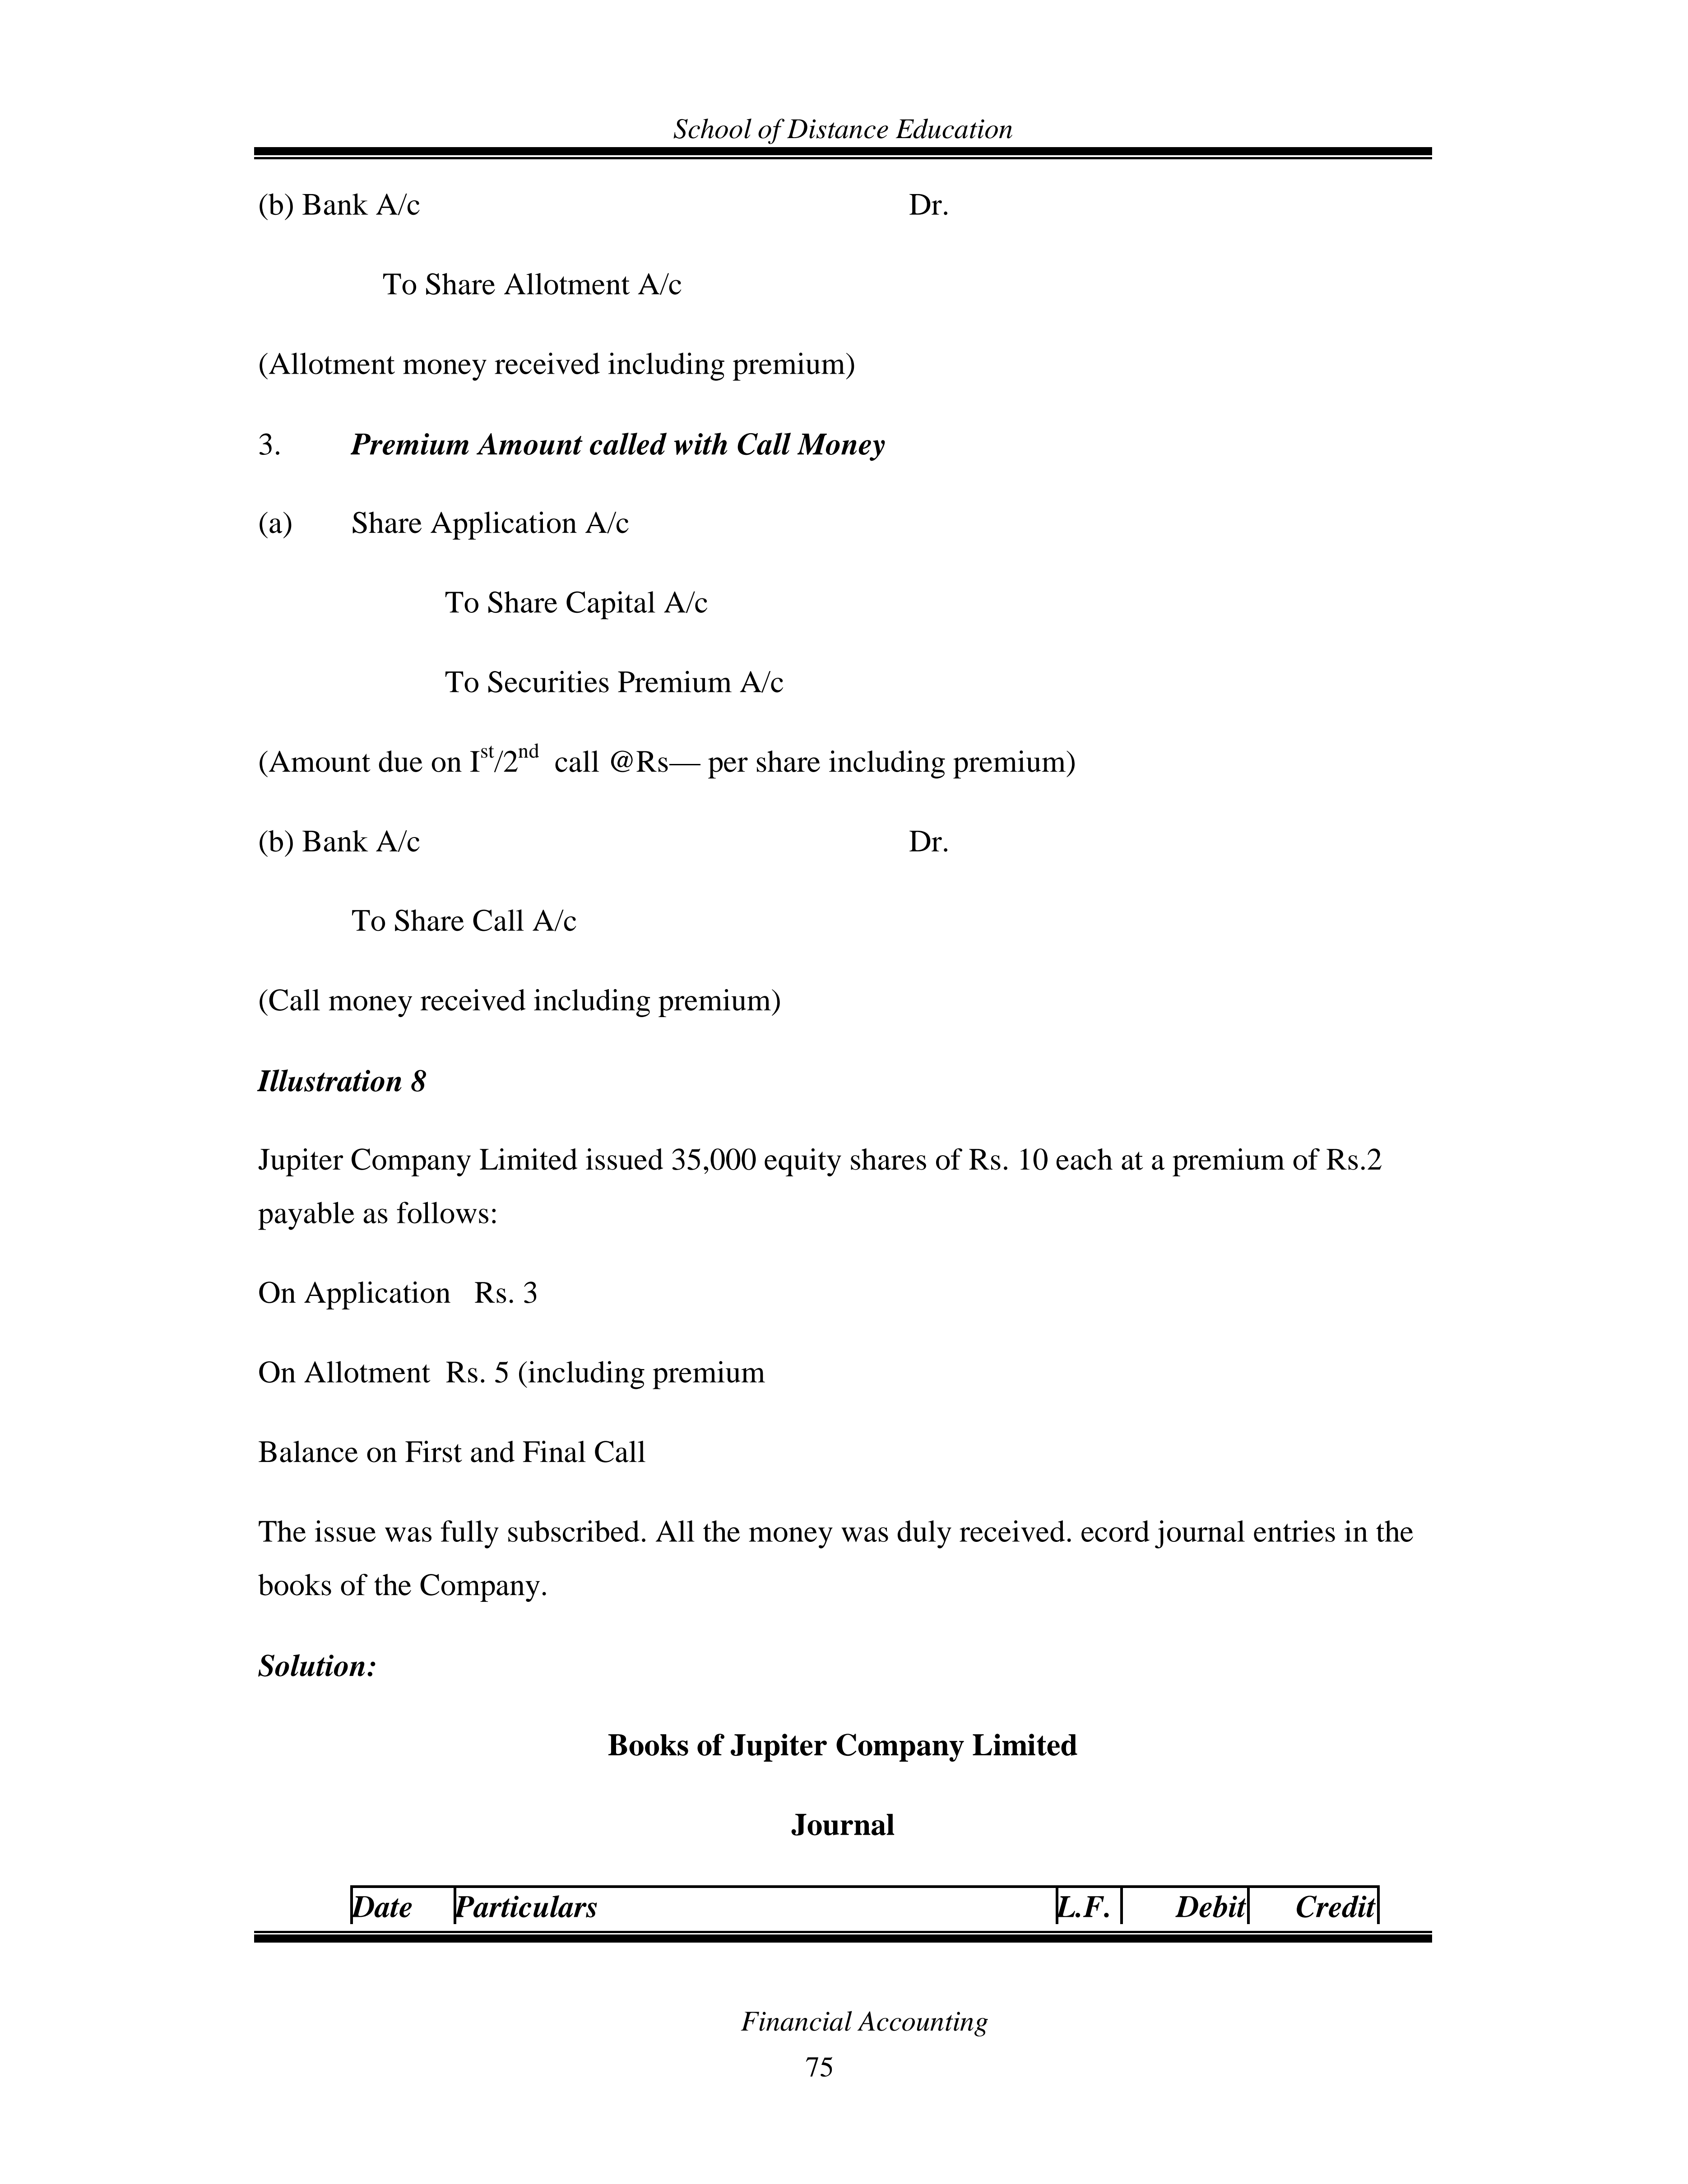 School of Distance Education
(b) Bank A/c Dr.
To Share Allotment A/c
(Allotment money received including premium)
3. Premium Amount called with Call Money
(a) Share Application A/c
To Share Capital A/c
To Securities Premium A/c
(Amount due on Ist/2nd call @Rs— per share including premium)
(b) Bank A/c Dr.
To Share Call A/c
(Call money received including premium)
Illustration 8
Jupiter Company Limited issued 35,000 equity shares of Rs. 10 each at a premium of Rs.2
payable as follows:
On Application Rs. 3
On Allotment Rs. 5 (including premium
Balance on First and Final Call
The issue was fully subscribed. All the money was duly received. ecord journal entries in the
books of the Company.
Solution:
Books of Jupiter Company Limited
Journal
Date Particulars L.F. Debit Credit
Financial Accounting
75